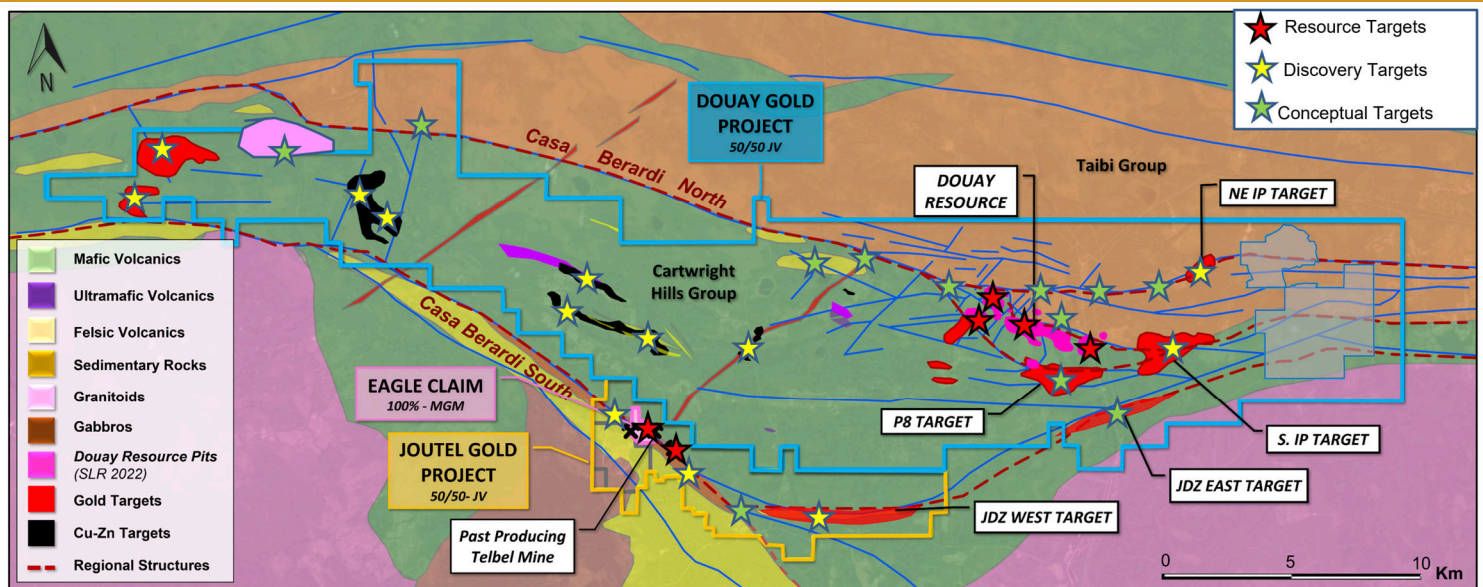 N
Resource Targets
Discovery Targets
Conceptual Targets
DOUAY GOLD
PROJECT
50/50 JV
Casa Berardi North
Taibi Group
DOUAY
RESOURCE
NE IP TARGET
Cartwright
Hills Group
Casa Berardi South
Mafic Volcanics
Ultramafic Volcanics
Felsic Volcanics
Sedimentary Rocks
Granitoids
Gabbros
Douay Resource Pits
(SLR 2022)
Gold Targets
Cu-Zn Targets
Regional Structures
EAGLE CLAIM
100% - MGM
JOUTEL GOLD
PROJECT
50/50- JV
Past Producing
Telbel Mine
P8 TARGET
S. IP TARGET
JDZ EAST TARGET
JDZ WEST TARGET
0 5 10
Km